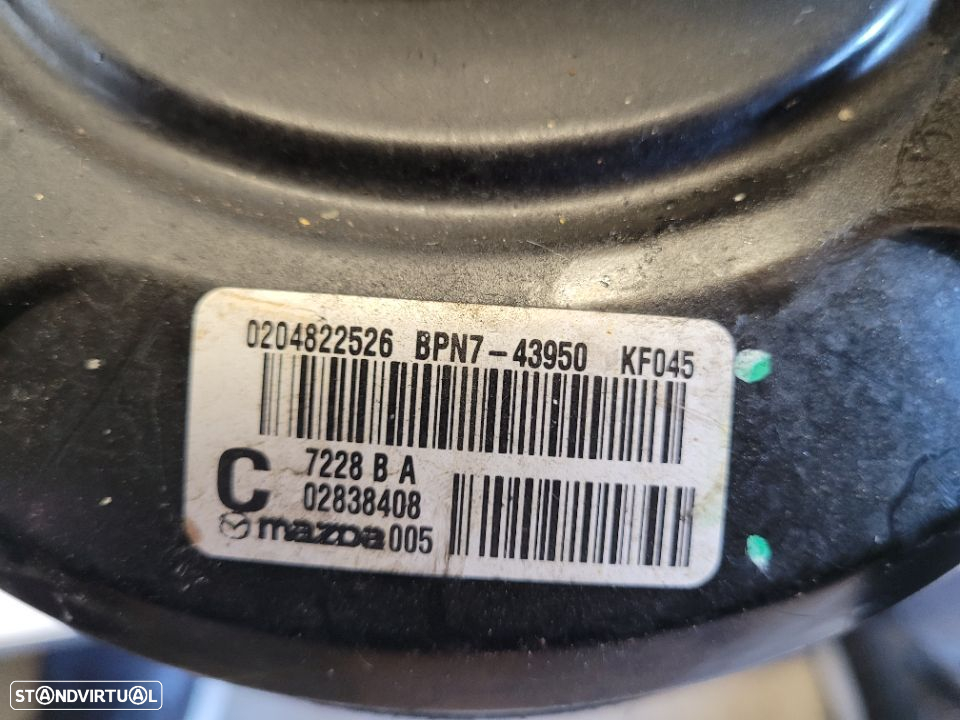 0204822526 BPN7-43950 KF045
C 7228 B A
02838408
mazda 005
STANDVIRTUAL